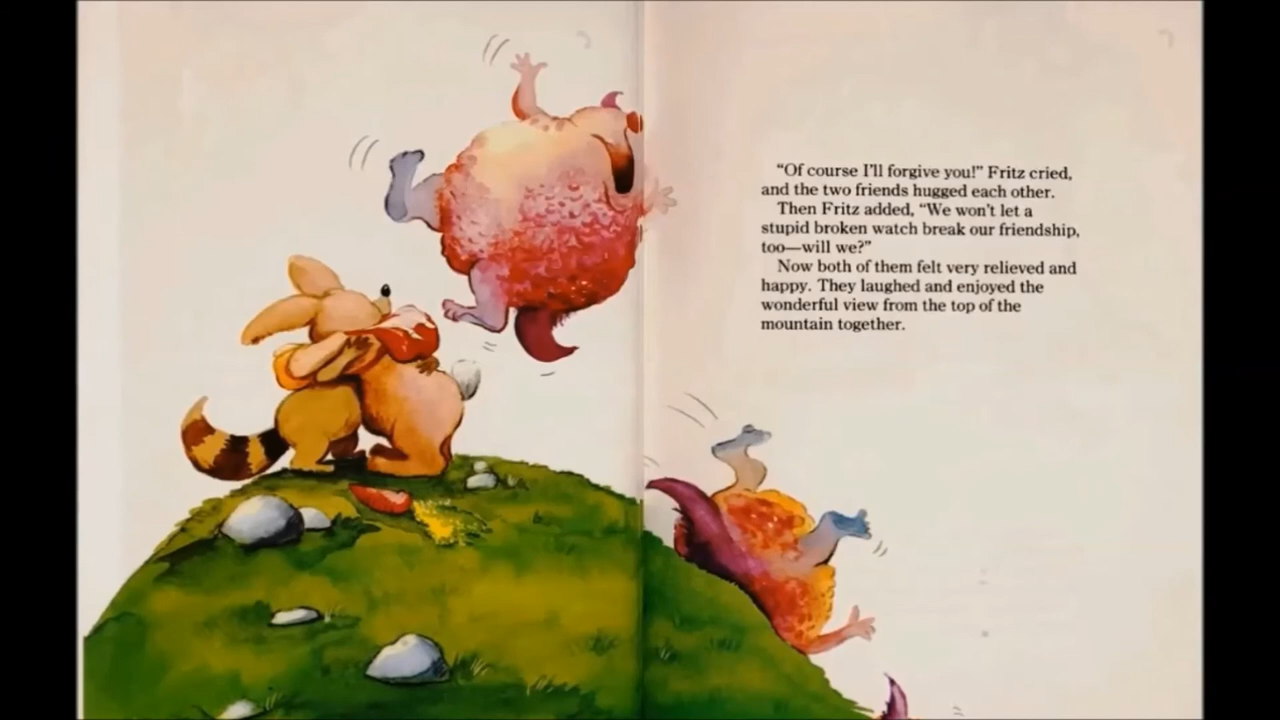 “Of course I’ll forgive you!” Fritz cried,
and the two friends hugged each other.
Then Fritz added, “We won’t let a
stupid broken watch break our friendship,
too—will we?”
Now both of them felt very relieved and
happy. They laughed and enjoyed the
wonderful view from the top of the
mountain together.